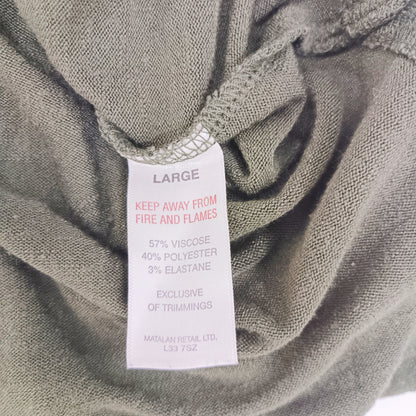 LARGE
KEEP AWAY FROM
FIRE AND FLAMES
57% VISCOSE
40% POLYESTER
3% ELASTANE
EXCLUSIVE
OF TRIMMINGS
MATALAN RETAIL LTD.
L33 7SZ